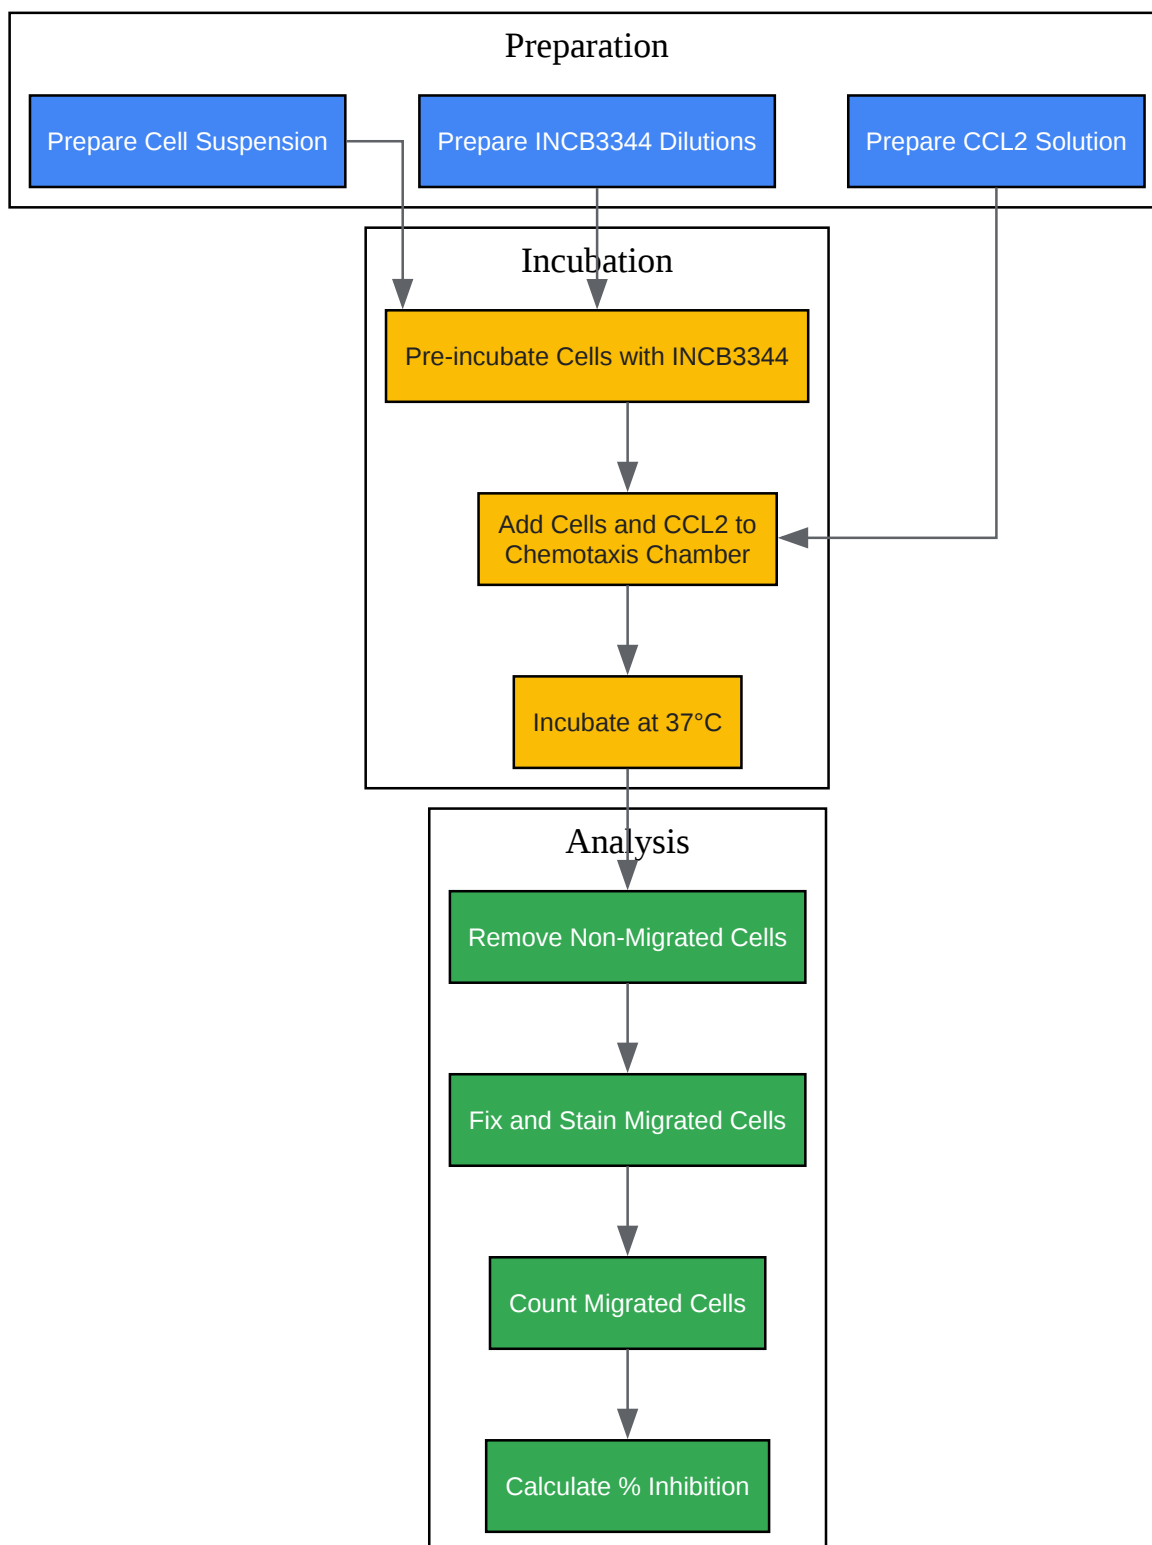 Preparation
Prepare Cell Suspension
Prepare INCB3344 Dilutions
Prepare CCL2 Solution
Incubation
Pre-incubate Cells with INCB3344
Add Cells and CCL2 to
Chemotaxis Chamber
Incubate at 37°C
Analysis
Remove Non-Migrated Cells
Fix and Stain Migrated Cells
Count Migrated Cells
Calculate % Inhibition